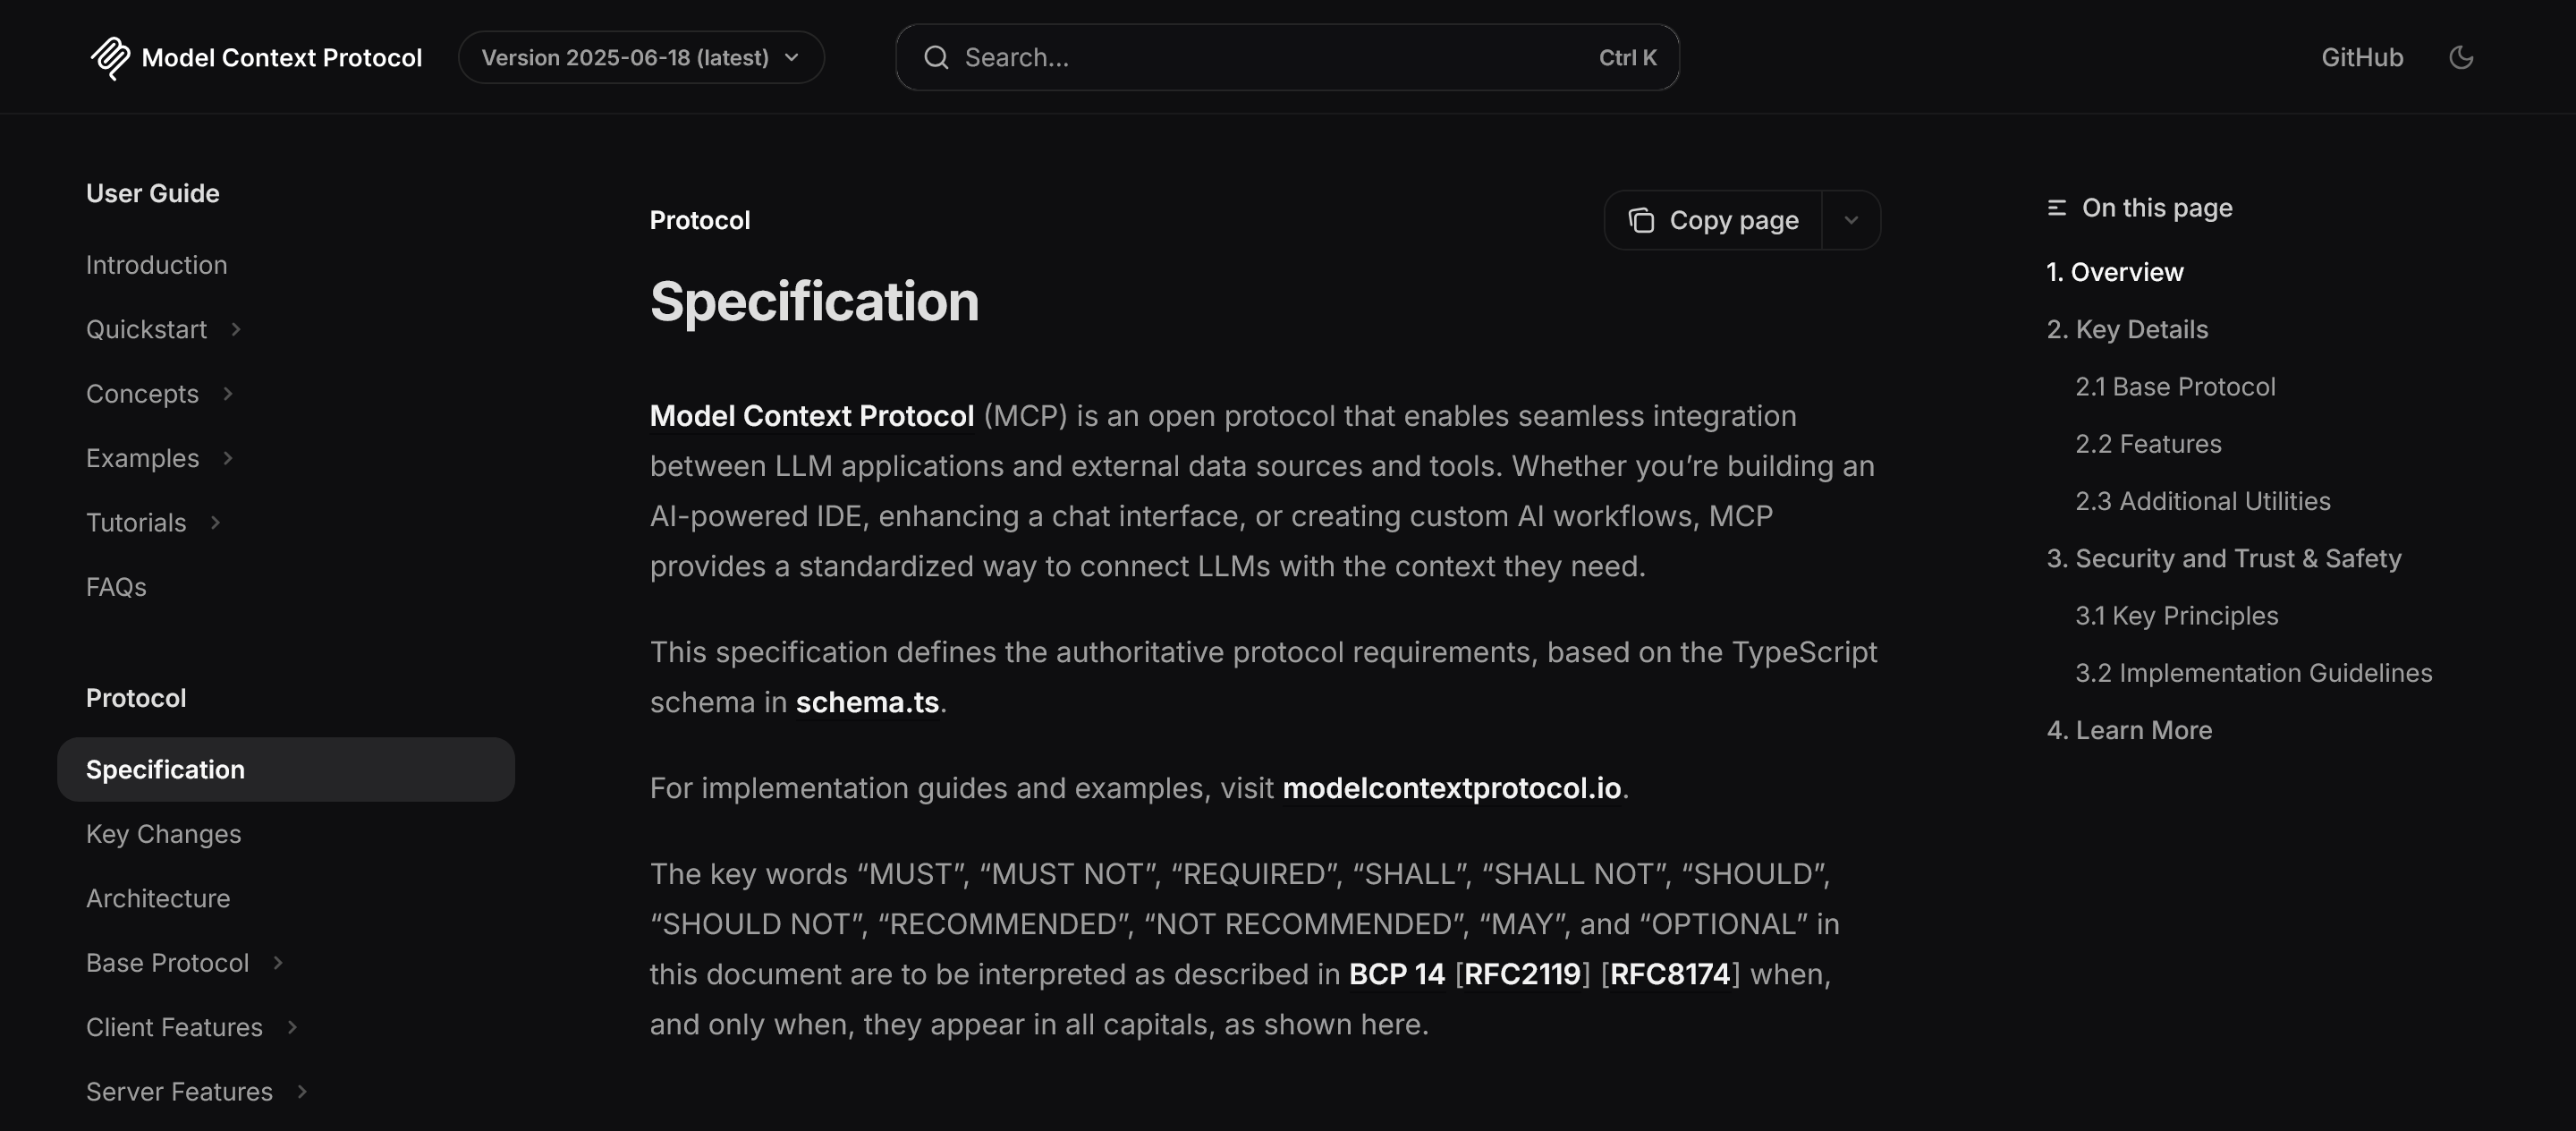 Model Context Protocol
Version 2025-06-18 (latest)
Search...
Ctrl K
GitHub
User Guide
Introduction
Quickstart
Concepts
Examples
Tutorials
FAQs
Protocol
Specification
Key Changes
Architecture
Base Protocol
Client Features
Server Features
Protocol
Copy page
Specification
Model Context Protocol (MCP) is an open protocol that enables seamless integration
between LLM applications and external data sources and tools. Whether you’re building an
AI-powered IDE, enhancing a chat interface, or creating custom AI workflows, MCP
provides a standardized way to connect LLMs with the context they need.
This specification defines the authoritative protocol requirements, based on the TypeScript
schema in schema.ts.
For implementation guides and examples, visit modelcontextprotocol.io.
The key words “MUST”, “MUST NOT”, “REQUIRED”, “SHALL”, “SHALL NOT”, “SHOULD”,
“SHOULD NOT”, “RECOMMENDED”, “NOT RECOMMENDED”, “MAY”, and “OPTIONAL” in
this document are to be interpreted as described in BCP 14 [RFC2119] [RFC8174] when,
and only when, they appear in all capitals, as shown here.
On this page
1. Overview
2. Key Details
2.1 Base Protocol
2.2 Features
2.3 Additional Utilities
3. Security and Trust & Safety
3.1 Key Principles
3.2 Implementation Guidelines
4. Learn More